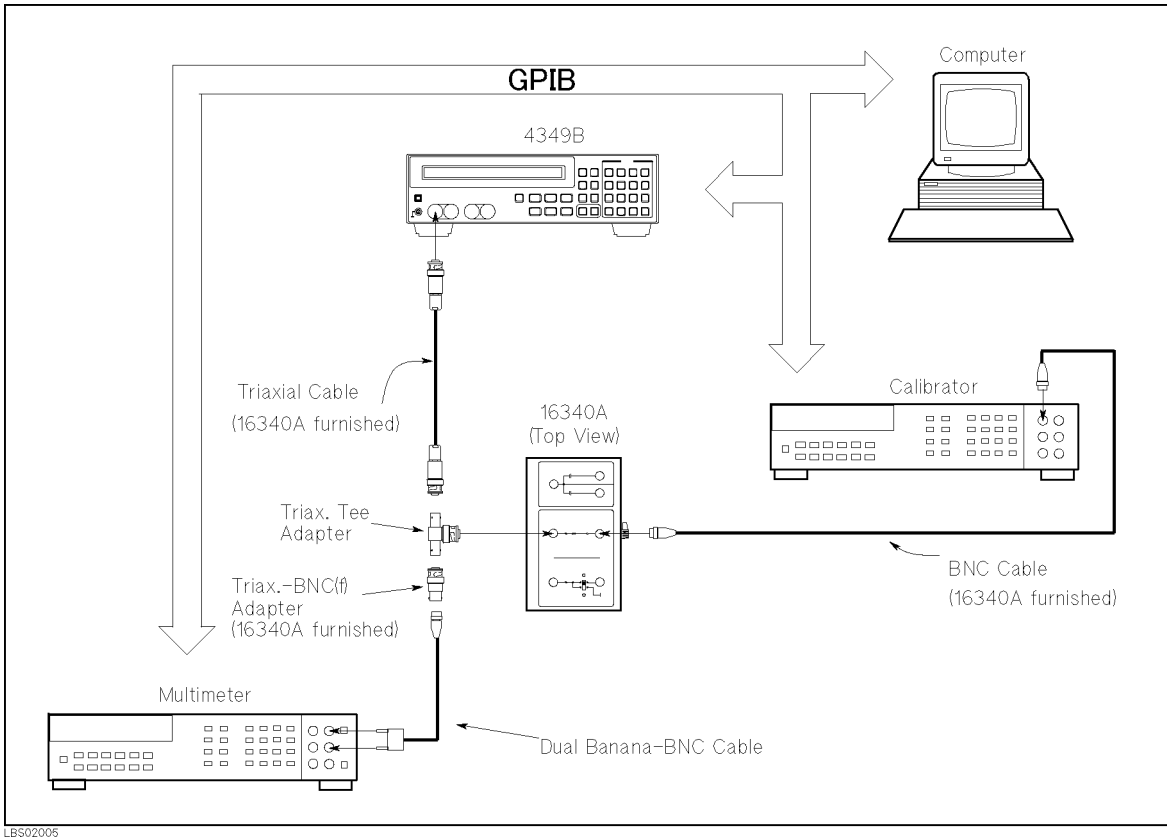 Computer
GPIB
4349B
Triaxial Cable
(16340A furnished)
16340A
(Top View)
Calibrator
Triax. Tee
Adapter
Triax.-BNC(f)
Adapter
(16340A furnished)
BNC Cable
(16340A furnished)
Multimeter
Dual Banana-BNC Cable
LBS02005